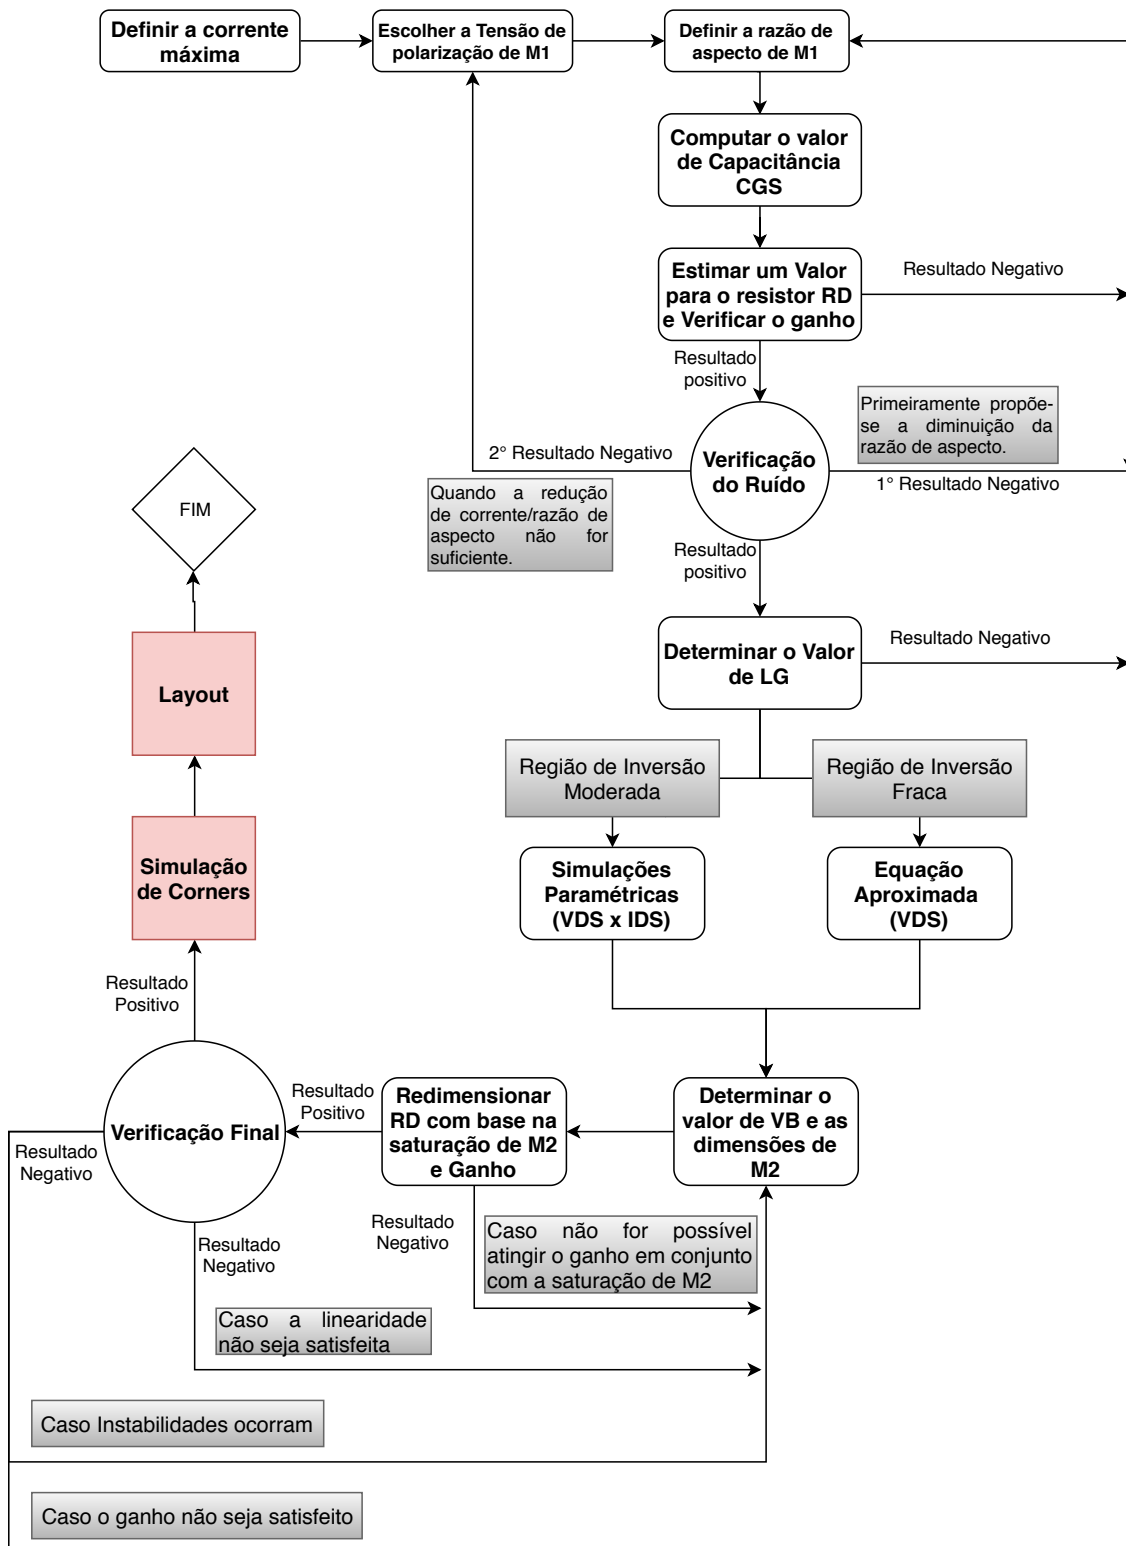 Definir a corrente
máxima
Escolher a Tensão de
polarização de M1
Definir a razão de
aspecto de M1
Computar o valor
de Capacitância
CGS
Estimar um Valor
para o resistor RD
e Verificar o ganho
Resultado Negativo
Resultado
positivo
Primeiramente propõe-
se a diminuição da
razão de aspecto.
2° Resultado Negativo
Verificação
do Ruído
1° Resultado Negativo
Quando a redução
de corrente/razão de
aspecto não for
suficiente.
FIM
Resultado
positivo
Determinar o Valor
de LG
Resultado Negativo
Layout
Região de Inversão
Moderada
Região de Inversão
Fraca
Simulação
de Corners
Simulações
Paramétricas
(VDS x IDS)
Equação
Aproximada
(VDS)
Resultado
Positivo
Verificação Final
Resultado
Positivo
Redimensionar
RD com base na
saturação de M2
e Ganho
Determinar o
valor de VB e as
dimensões de
M2
Resultado
Negativo
Resultado
Negativo
Resultado
Negativo
Caso não for possível
atingir o ganho em conjunto
com a saturação de M2
Caso a linearidade
não seja satisfeita
Caso Instabilidades ocorram
Caso o ganho não seja satisfeito